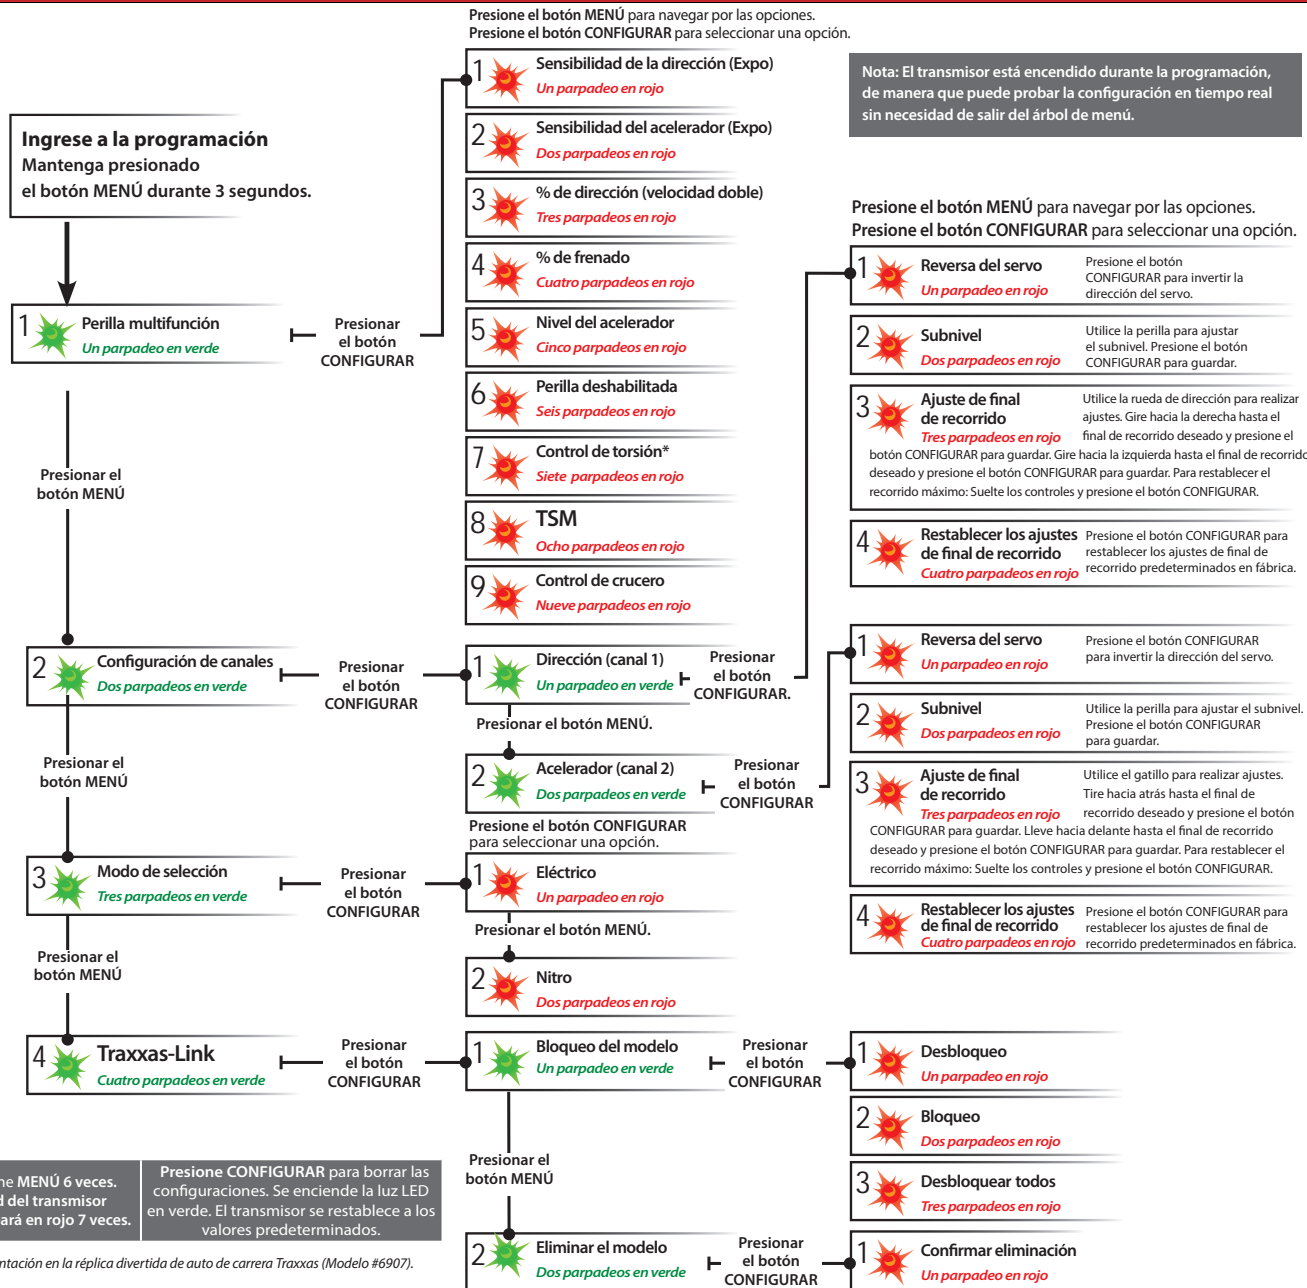 Presione el botón MENÚ para navegar por las opciones.
Presione el botón CONFIGURAR para seleccionar una opción.
Nota: El transmisor está encendido durante la programación,
de manera que puede probar la configuración en tiempo real
sin necesidad de salir del árbol de menú.
Ingrese a la programación
Mantenga presionado
el botón MENÚ durante 3 segundos.
1 Perilla multifunción
Un parpadeo en verde
Presionar
el botón
CONFIGURAR
1 Sensibilidad de la dirección (Expo)
Un parpadeo en rojo
2 Sensibilidad del acelerador (Expo)
Dos parpadeos en rojo
3 % de dirección (velocidad doble)
Tres parpadeos en rojo
4 % de frenado
Cuatro parpadeos en rojo
5 Nivel del acelerador
Cinco parpadeos en rojo
6 Perilla deshabilitada
Seis parpadeos en rojo
7 Control de torsión*
Siete parpadeos en rojo
8 TSM
Ocho parpadeos en rojo
9 Control de crucero
Nueve parpadeos en rojo
Presionar el
botón MENÚ
2 Configuración de canales
Dos parpadeos en verde
Presionar
el botón
CONFIGURAR
1 Dirección (canal 1)
Un parpadeo en verde
Presionar
el botón
CONFIGURAR.
Presione el botón MENÚ para navegar por las opciones.
Presione el botón CONFIGURAR para seleccionar una opción.
1 Reversa del servo
Un parpadeo en rojo
Presione el botón
CONFIGURAR para invertir la
dirección del servo.
2 Subnivel
Dos parpadeos en rojo
Utilice la perilla para ajustar
el subnivel. Presione el botón
CONFIGURAR para guardar.
3 Ajuste de final
de recorrido
Tres parpadeos en rojo
Utilice la rueda de dirección para realizar
ajustes. Gire hacia la derecha hasta el
final de recorrido deseado y presione el
botón CONFIGURAR para guardar. Gire hacia la izquierda hasta el final de recorrido
deseado y presione el botón CONFIGURAR para guardar. Para restablecer el
recorrido máximo: Suelte los controles y presione el botón CONFIGURAR.
4 Restablecer los ajustes
de final de recorrido
Cuatro parpadeos en rojo
Presione el botón CONFIGURAR para
restablecer los ajustes de final de
recorrido predeterminados en fábrica.
Presionar el botón MENÚ.
2 Acelerador (canal 2)
Dos parpadeos en verde
Presionar
el botón
CONFIGURAR
1 Reversa del servo
Un parpadeo en rojo
Presione el botón CONFIGURAR
para invertir la dirección del servo.
2 Subnivel
Dos parpadeos en rojo
Utilice la perilla para ajustar el subnivel.
Presione el botón CONFIGURAR
para guardar.
3 Ajuste de final
de recorrido
Tres parpadeos en rojo
Utilice el gatillo para realizar ajustes.
Tire hacia atrás hasta el final de
recorrido deseado y presione el botón
CONFIGURAR para guardar. Lleve hacia delante hasta el final de recorrido
deseado y presione el botón CONFIGURAR para guardar. Para restablecer el
recorrido máximo: Suelte los controles y presione el botón CONFIGURAR.
4 Restablecer los ajustes
de final de recorrido
Cuatro parpadeos en rojo
Presione el botón CONFIGURAR para
restablecer los ajustes de final de
recorrido predeterminados en fábrica.
Presionar el
botón MENÚ
3 Modo de selección
Tres parpadeos en verde
Presionar
el botón
CONFIGURAR
Presione el botón CONFIGURAR
para seleccionar una opción.
1 Eléctrico
Un parpadeo en rojo
Presionar el botón MENÚ.
2 Nitro
Dos parpadeos en rojo
Presionar el
botón MENÚ
4 Traxxas-Link
Cuatro parpadeos en verde
Presionar
el botón
CONFIGURAR
1 Bloqueo del modelo
Un parpadeo en verde
Presionar
el botón
CONFIGURAR
1 Desbloqueo
Un parpadeo en rojo
2 Bloqueo
Dos parpadeos en rojo
3 Desbloquear todos
Tres parpadeos en rojo
Presionar el
botón MENÚ
2 Eliminar el modelo
Dos parpadeos en verde
Presionar
el botón
CONFIGURAR
1 Confirmar eliminación
Un parpadeo en rojo
MENÚ 6 veces.
del transmisor
en rojo 7 veces.
Presione CONFIGURAR para borrar las
configuraciones. Se enciende la luz LED
en verde. El transmisor se restablece a los
valores predeterminados.
en la réplica divertida de auto de carrera Traxxas (Modelo #6907).